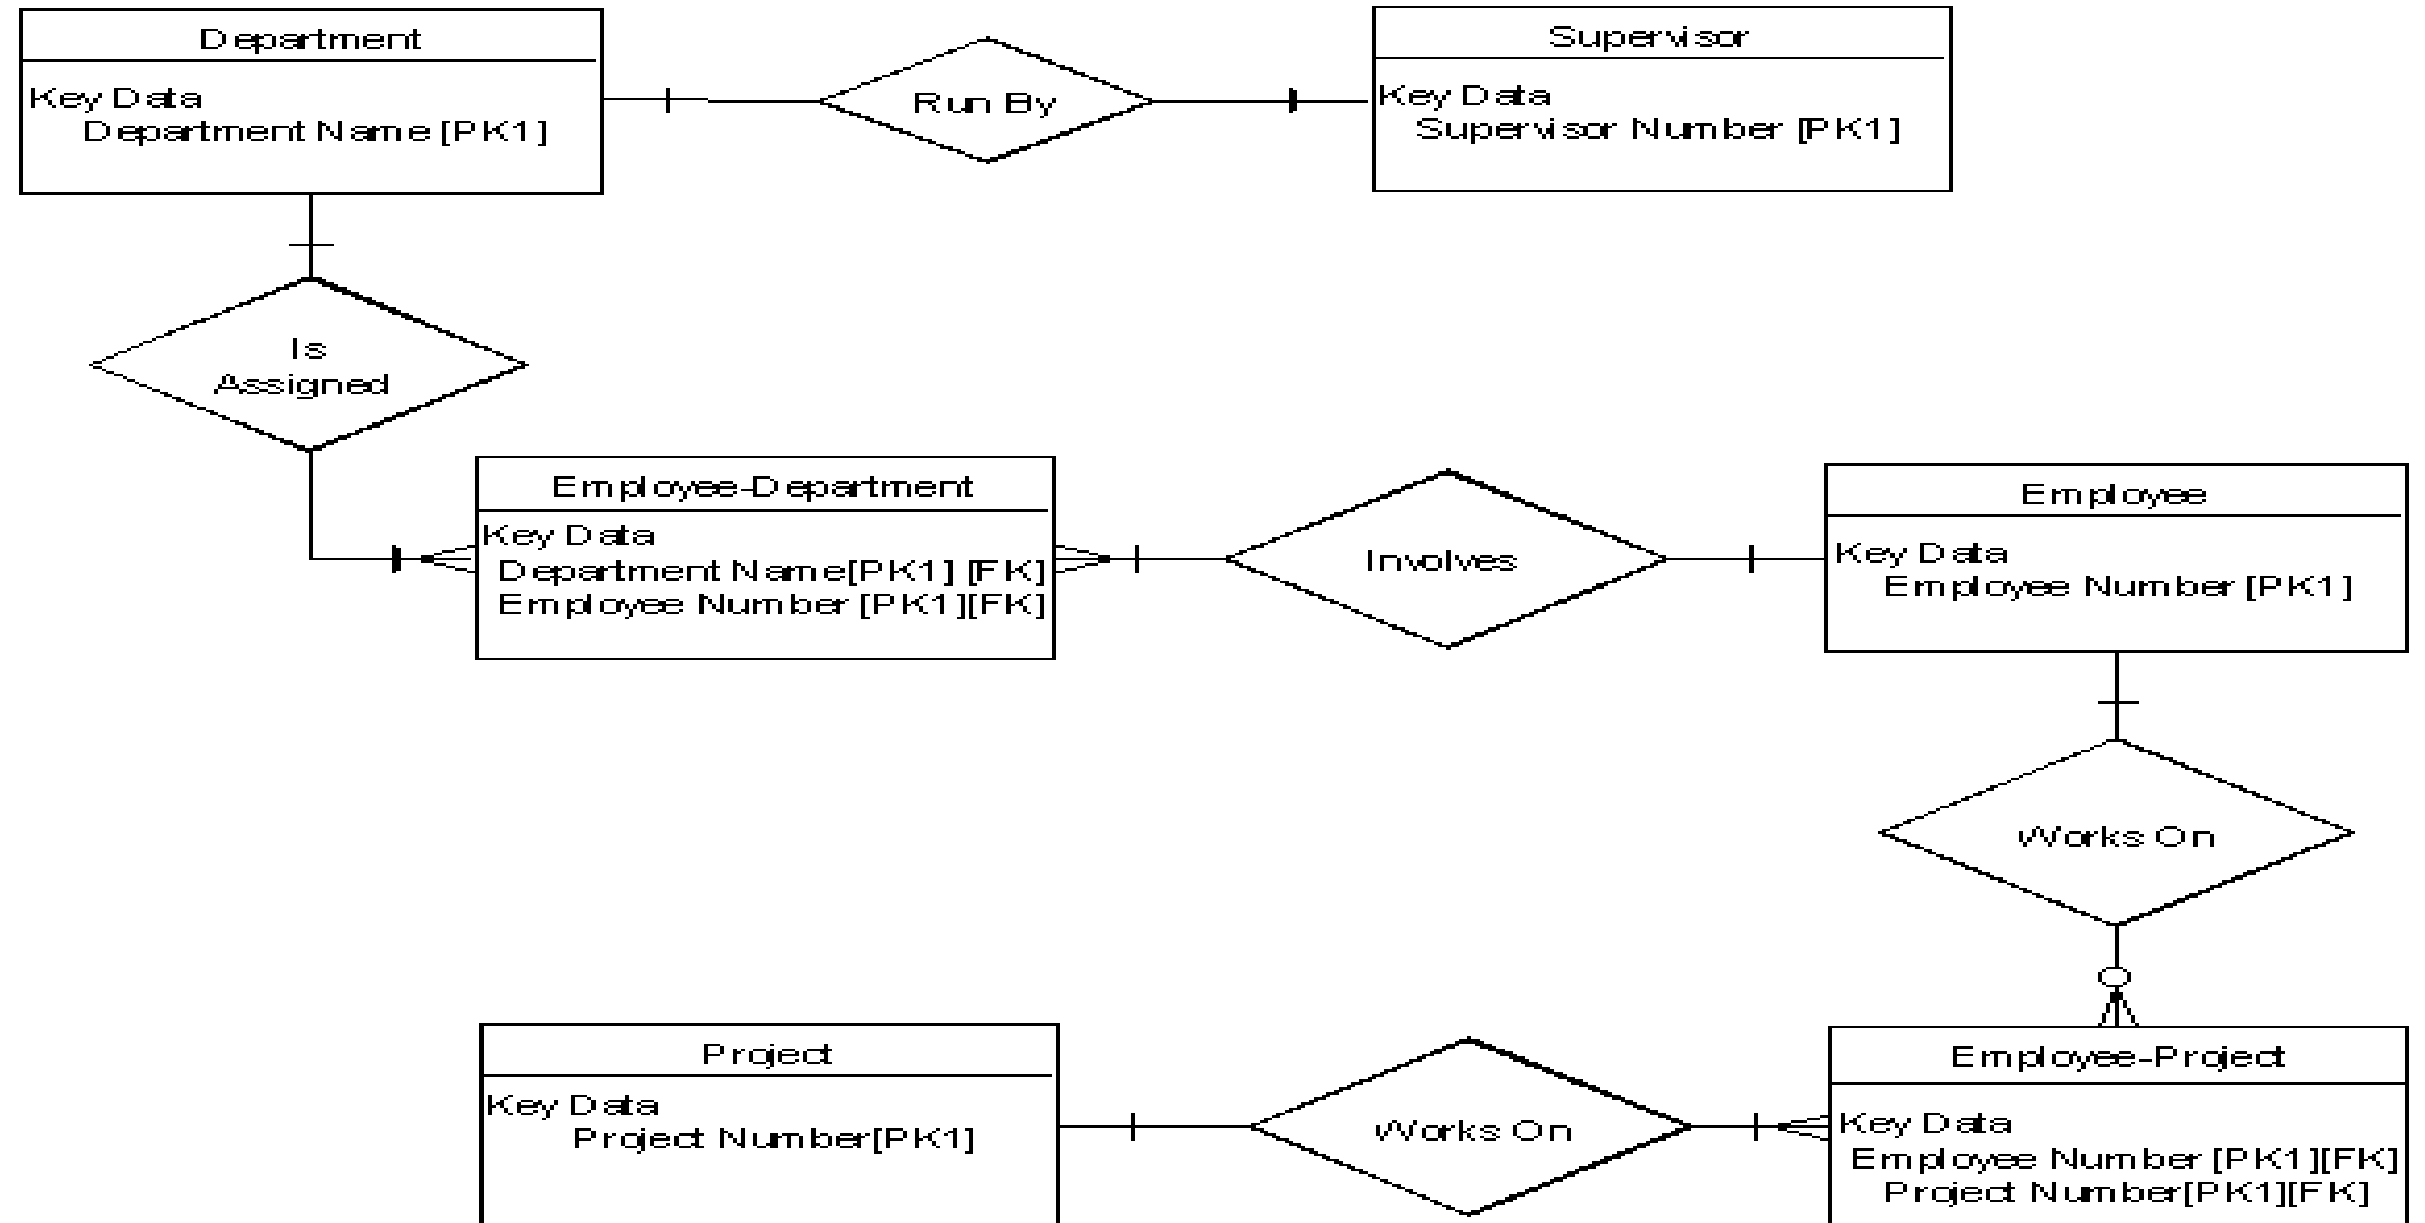 Department
Key Data
Department Name [PK1]
Run By
Supervisor
Key Data
Supervisor Number [PK1]
Is
Assigned
Employee-Department
Key Data
Department Name[PK1] [FK]
Employee Number [PK1][FK]
Involves
Employee
Key Data
Employee Number [PK1]
Works On
Project
Key Data
Project Number[PK1]
Works On
Employee-Project
Key Data
Employee Number [PK1][FK]
Project Number[PK1][FK]